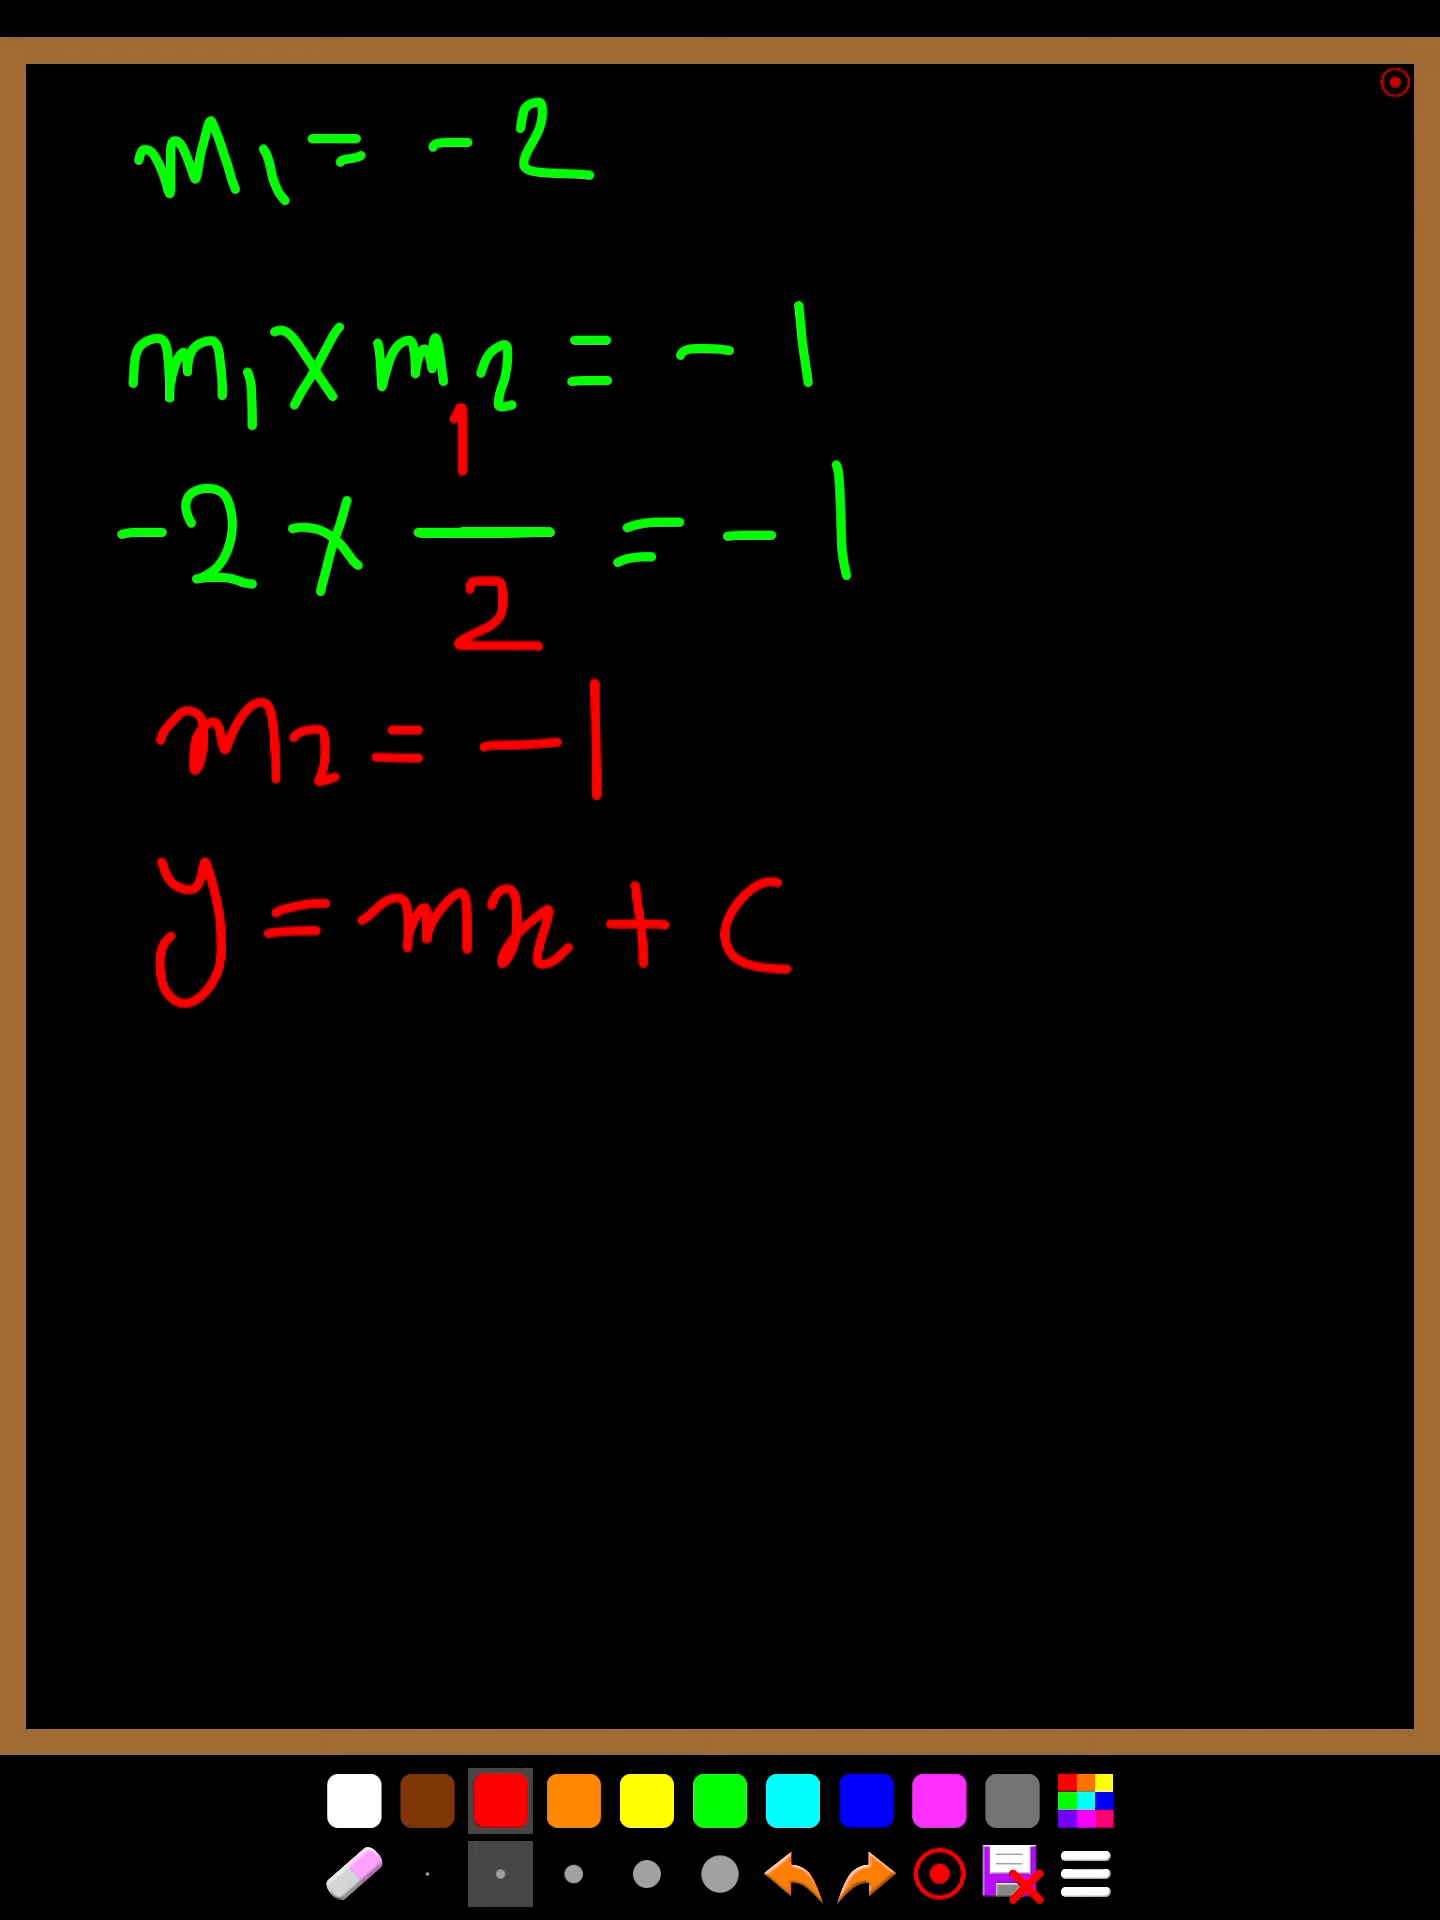 m₁ = -2
m₁ x m₂ = -1
-2 x 1/2 = -1
m₂ = -1
y = mx + c